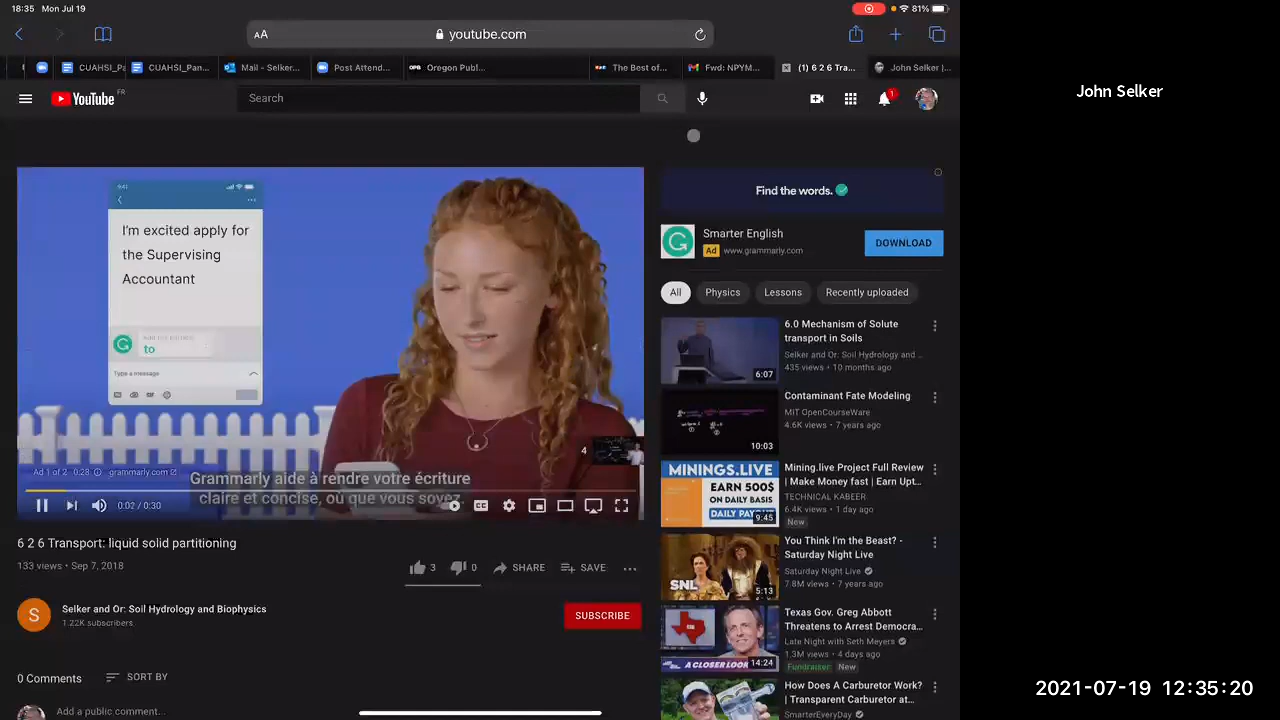 18:35 Mon Jul 19
81%
AA youtube.com
CUAHSI_Pa
CUAHSI_Pan...
Mail - Selker...
Post Attend...
OPB Oregon Publ...
The Best of...
Fwd: NPYM...
(1) 6 2 6 Tra...
John Selker |...
YouTube FR
Search
1
9:41
I'm excited apply for
the Supervising
Accountant
to
Type a message
4
Ad 1 of 2 · 0:28 grammarly.com
Grammarly aide à rendre votre écriture
claire et concise, où que vous soyez.
0:02 / 0:30
CC
6 2 6 Transport: liquid solid partitioning
133 views • Sep 7, 2018
3
0
SHARE
SAVE
S
Selker and Or: Soil Hydrology and Biophysics
1.22K subscribers
SUBSCRIBE
0 Comments
SORT BY
Add a public comment...
Find the words.
Smarter English
Ad www.grammarly.com
DOWNLOAD
All
Physics
Lessons
Recently uploaded
6.0 Mechanism of Solute
transport in Soils
Selker and Or: Soil Hydrology and ...
435 views • 10 months ago
6:07
Contaminant Fate Modeling
MIT OpenCourseWare
4.6K views • 7 years ago
10:03
MININGS.LIVE
EARN 500$
ON DAILY BASIS
DAILY PAYO
9:45
Mining.live Project Full Review
| Make Money fast | Earn Upt...
TECHNICAL KABEER
6.4K views • 1 day ago
New
SNL
5:13
You Think I'm the Beast? -
Saturday Night Live
Saturday Night Live
7.8M views • 7 years ago
A CLOSER LOOK
14:24
Texas Gov. Greg Abbott
Threatens to Arrest Democra...
Late Night with Seth Meyers
1.3M views • 4 days ago
Fundraiser New
How Does A Carburetor Work?
| Transparent Carburetor at...
SmarterEveryDay
John Selker
2021-07-19 12:35:20